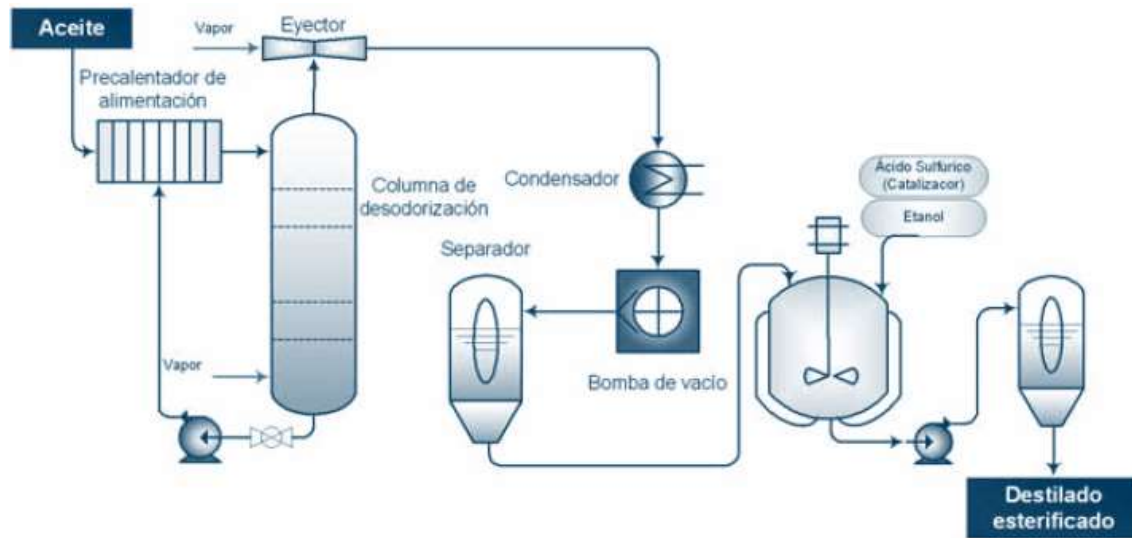 Aceite
Vapor
Eyector
Precalentador de
alimentación
Columna de
desodorización
Condensador
Ácido Sulfúrico
(Catalizacor)
Etanol
Separador
Vapor
Bomba de vacío
Destilado
esterificado